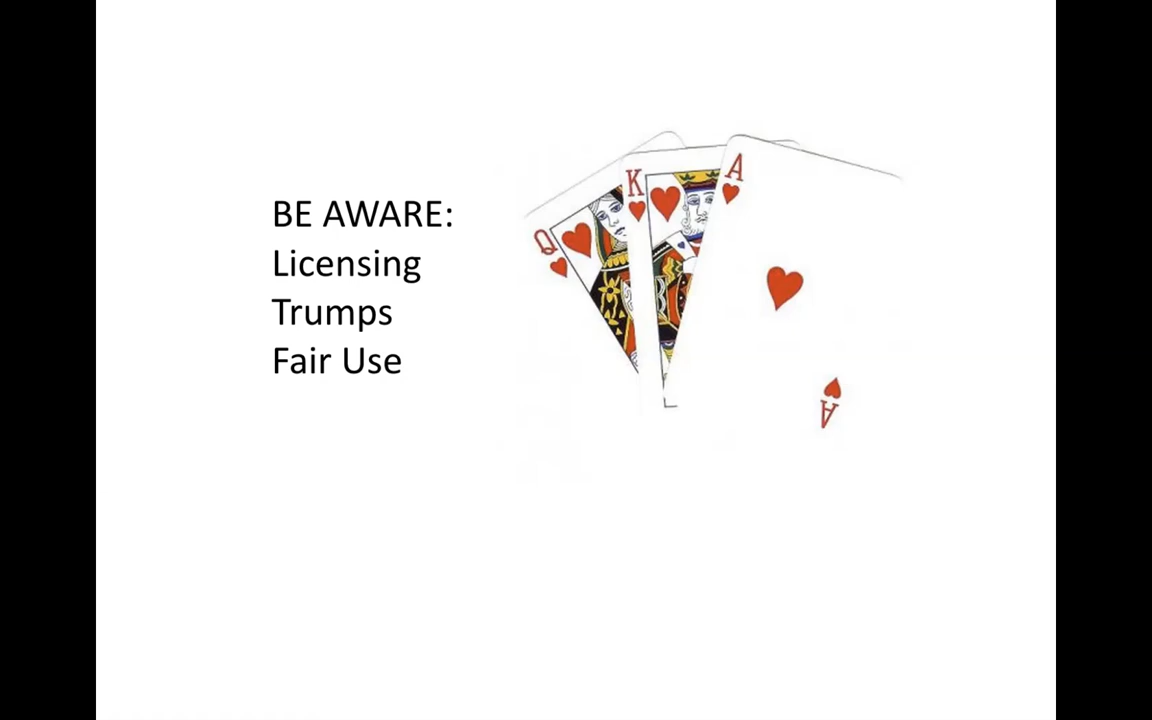 BE AWARE:
Licensing
Trumps
Fair Use
Q
K
A
A